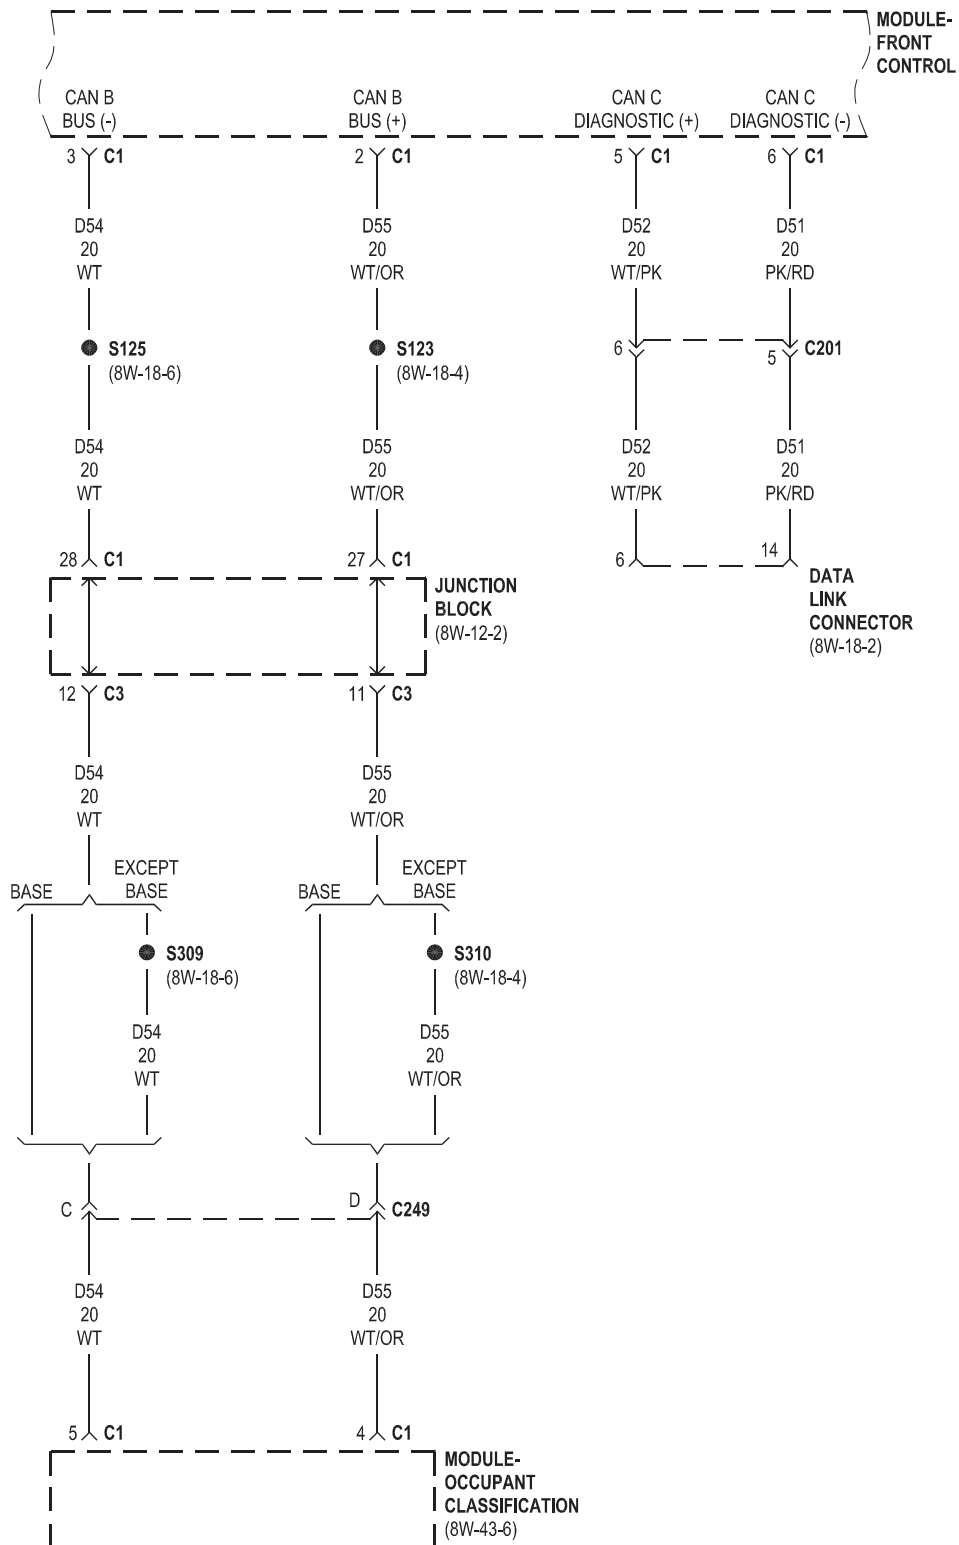 MODULE-
FRONT
CONTROL
CAN B
BUS (-)
CAN B
BUS (+)
CAN C
DIAGNOSTIC (+)
CAN C
DIAGNOSTIC (-)
3 C1
2 C1
5 C1
6 C1
D54
20
WT
D55
20
WT/OR
D52
20
WT/PK
D51
20
PK/RD
S125
(8W-18-6)
S123
(8W-18-4)
6
5
C201
D54
20
WT
D55
20
WT/OR
D52
20
WT/PK
D51
20
PK/RD
28 C1
27 C1
6
14
JUNCTION
BLOCK
(8W-12-2)
DATA
LINK
CONNECTOR
(8W-18-2)
12 C3
11 C3
D54
20
WT
D55
20
WT/OR
BASE
EXCEPT
BASE
BASE
EXCEPT
BASE
S309
(8W-18-6)
S310
(8W-18-4)
D54
20
WT
D55
20
WT/OR
C
D
C249
D54
20
WT
D55
20
WT/OR
5 C1
4 C1
MODULE-
OCCUPANT
CLASSIFICATION
(8W-43-6)